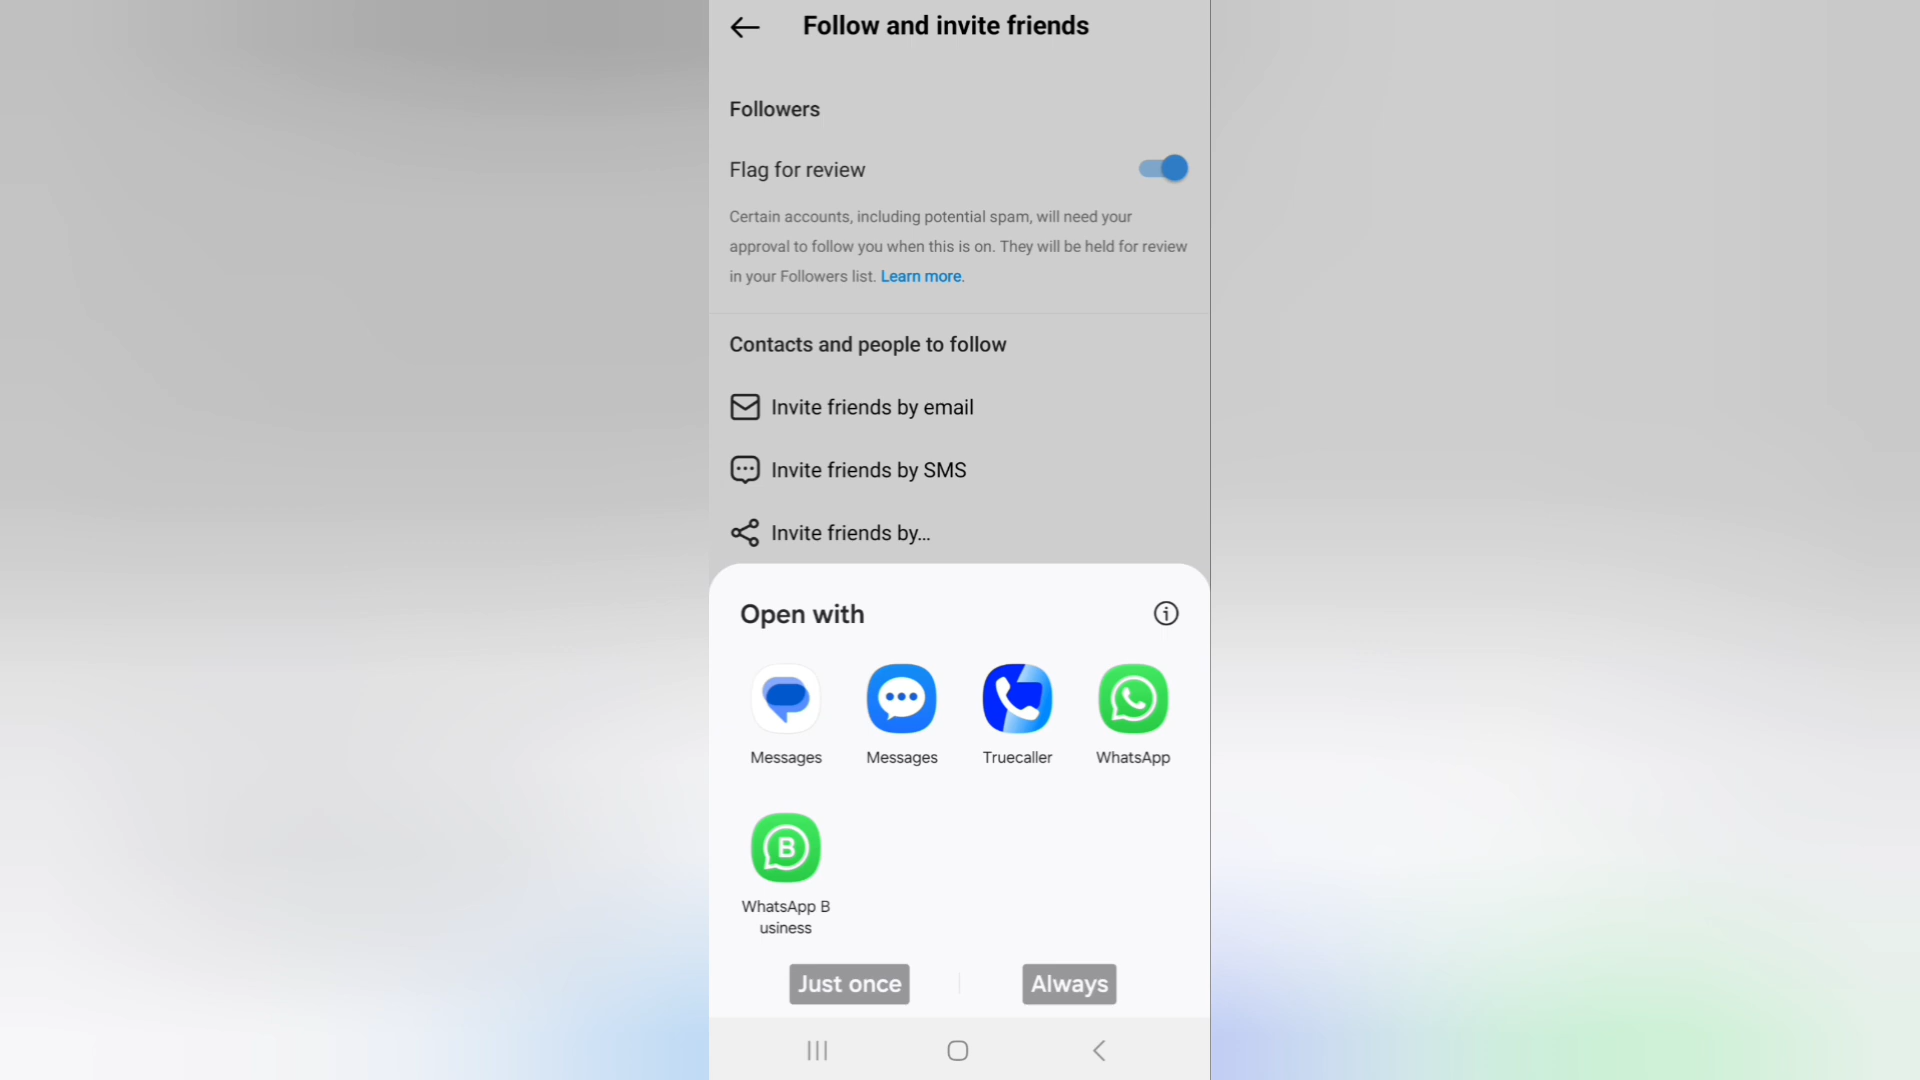 Follow and invite friends
Followers
Flag for review
Certain accounts, including potential spam, will need your
approval to follow you when this is on. They will be held for review
in your Followers list. Learn more.
Contacts and people to follow
Invite friends by email
Invite friends by SMS
Invite friends by...
Open with
Messages
Messages
Truecaller
WhatsApp
B
WhatsApp B
usiness
Just once
Always